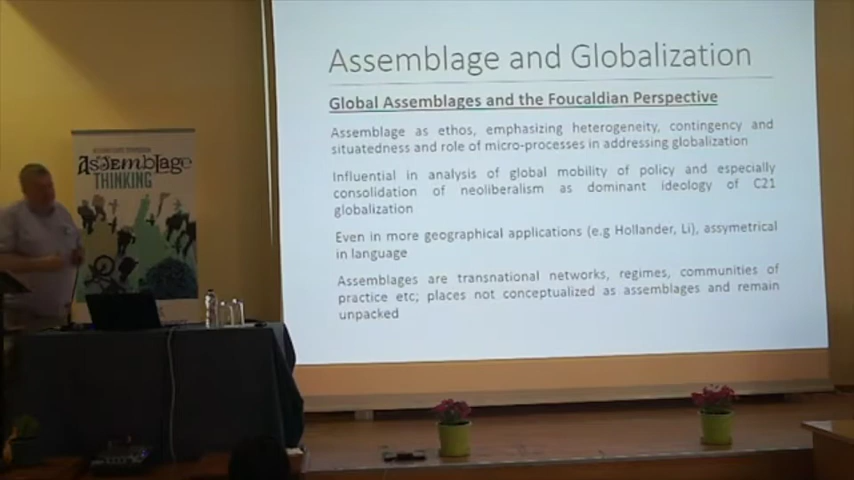 Assemblage and Globalization
Global Assemblages and the Foucaldian Perspective
Assemblage as ethos, emphasizing heterogeneity, contingency and
situatedness and role of micro-processes in addressing globalization
Influential in analysis of global mobility of policy and especially
consolidation of neoliberalism as dominant ideology of C21
globalization
Even in more geographical applications (e.g Hollander, Li), assymetrical
in language
Assemblages are transnational networks, regimes, communities of
practice etc; places not conceptualized as assemblages and remain
unpacked
Assemblage
THINKING